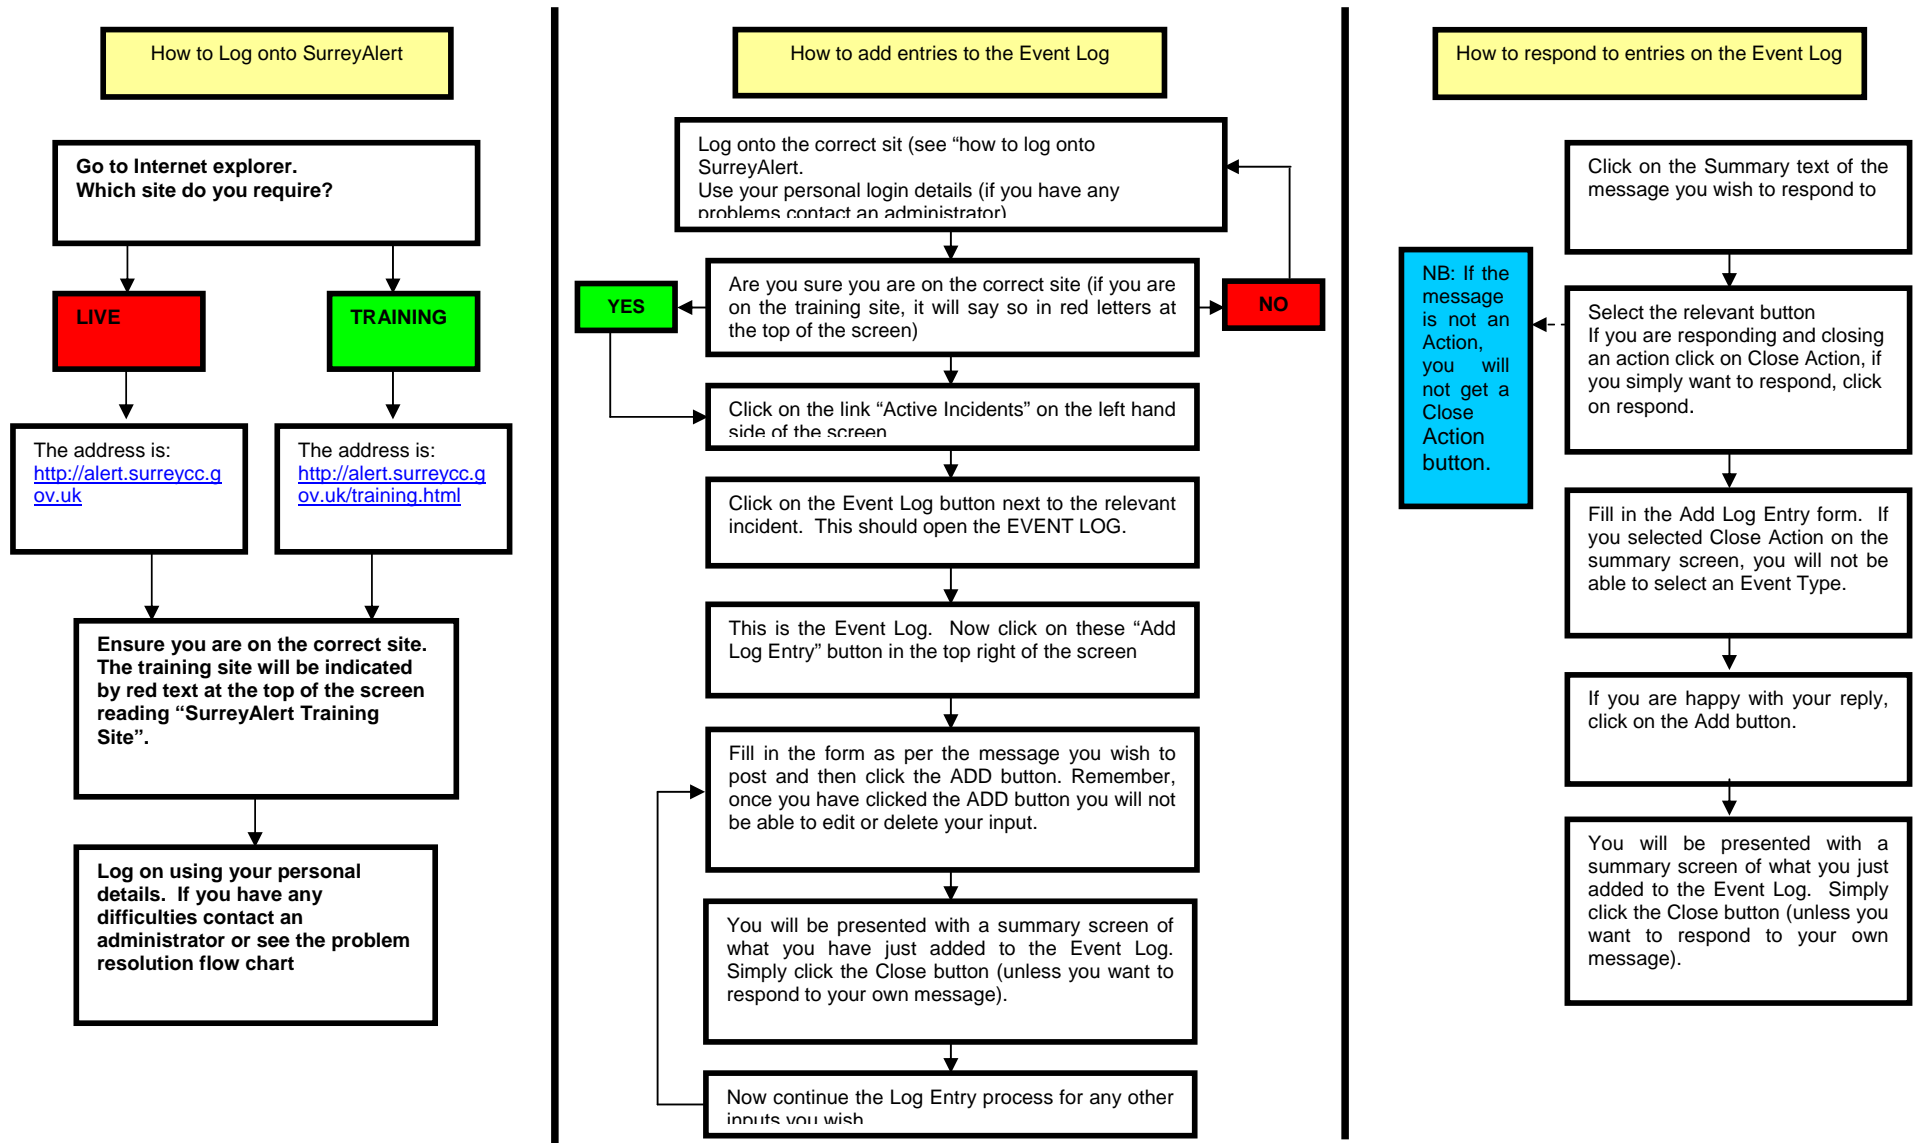 How to Log onto SurreyAlert
Go to Internet explorer.
Which site do you require?
LIVE
TRAINING
The address is:
http://alert.surreycc.g
ov.uk
The address is:
http://alert.surreycc.g
ov.uk/training.html
Ensure you are on the correct site.
The training site will be indicated
by red text at the top of the screen
reading “SurreyAlert Training
Site”.
Log on using your personal
details.  If you have any
difficulties contact an
administrator or see the problem
resolution flow chart
How to add entries to the Event Log
Log onto the correct sit (see “how to log onto
SurreyAlert.
Use your personal login details (if you have any
problems contact an administrator)
Are you sure you are on the correct site (if you are
on the training site, it will say so in red letters at
the top of the screen)
YES
NO
Click on the link “Active Incidents” on the left hand
side of the screen
Click on the Event Log button next to the relevant
incident.  This should open the EVENT LOG.
This is the Event Log.  Now click on these “Add
Log Entry” button in the top right of the screen
Fill in the form as per the message you wish to
post and then click the ADD button. Remember,
once you have clicked the ADD button you will not
be able to edit or delete your input.
You will be presented with a summary screen of
what you have just added to the Event Log.
Simply click the Close button (unless you want to
respond to your own message).
Now continue the Log Entry process for any other
inputs you wish
How to respond to entries on the Event Log
Click on the Summary text of the
message you wish to respond to
NB: If the
message
is not an
Action,
you will
not get a
Close
Action
button.
Select the relevant button
If you are responding and closing
an action click on Close Action, if
you simply want to respond, click
on respond.
Fill in the Add Log Entry form.  If
you selected Close Action on the
summary screen, you will not be
able to select an Event Type.
If you are happy with your reply,
click on the Add button.
You will be presented with a
summary screen of what you just
added to the Event Log.  Simply
click the Close button (unless you
want to respond to your own
message).